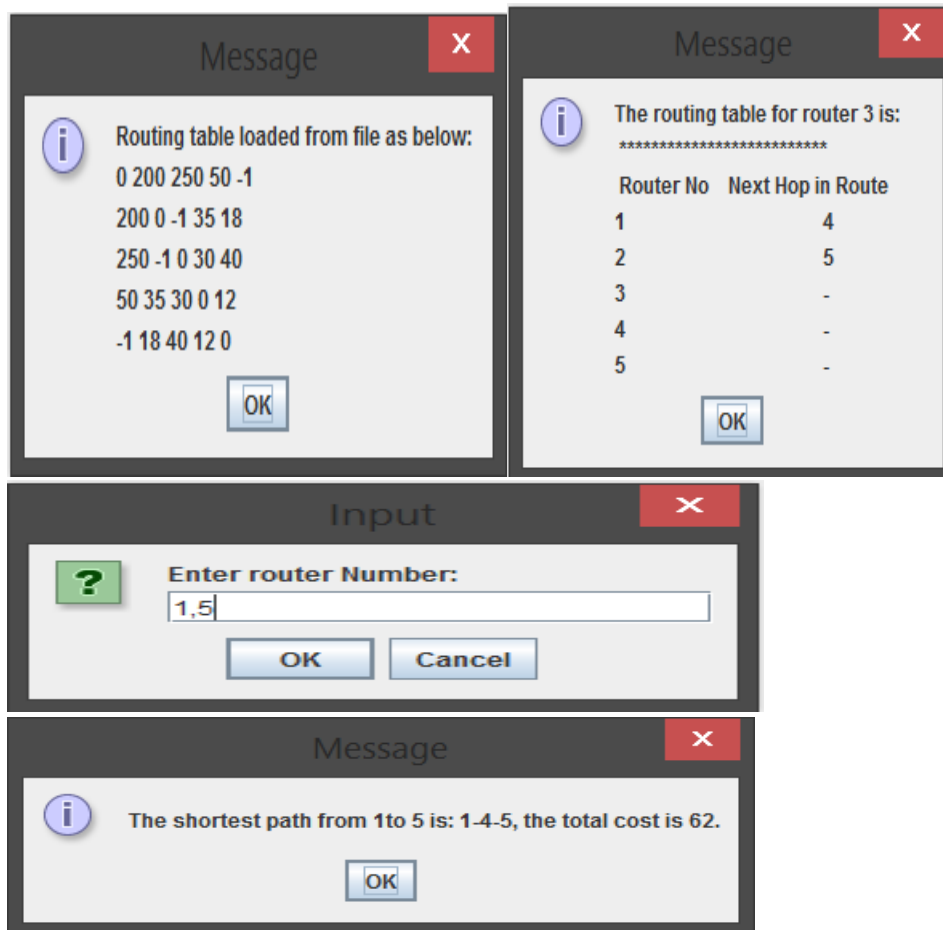 Message
X
Routing table loaded from file as below:
0 200 250 50 -1
200 0 -1 35 18
250 -1 0 30 40
50 35 30 0 12
-1 18 40 12 0
OK
Message
X
The routing table for router 3 is:
**************************
Router No Next Hop in Route
1 4
2 5
3 -
4 -
5 -
OK
Input
X
?
Enter router Number:
1,5
OK Cancel
Message
X
The shortest path from 1to 5 is: 1-4-5, the total cost is 62.
OK